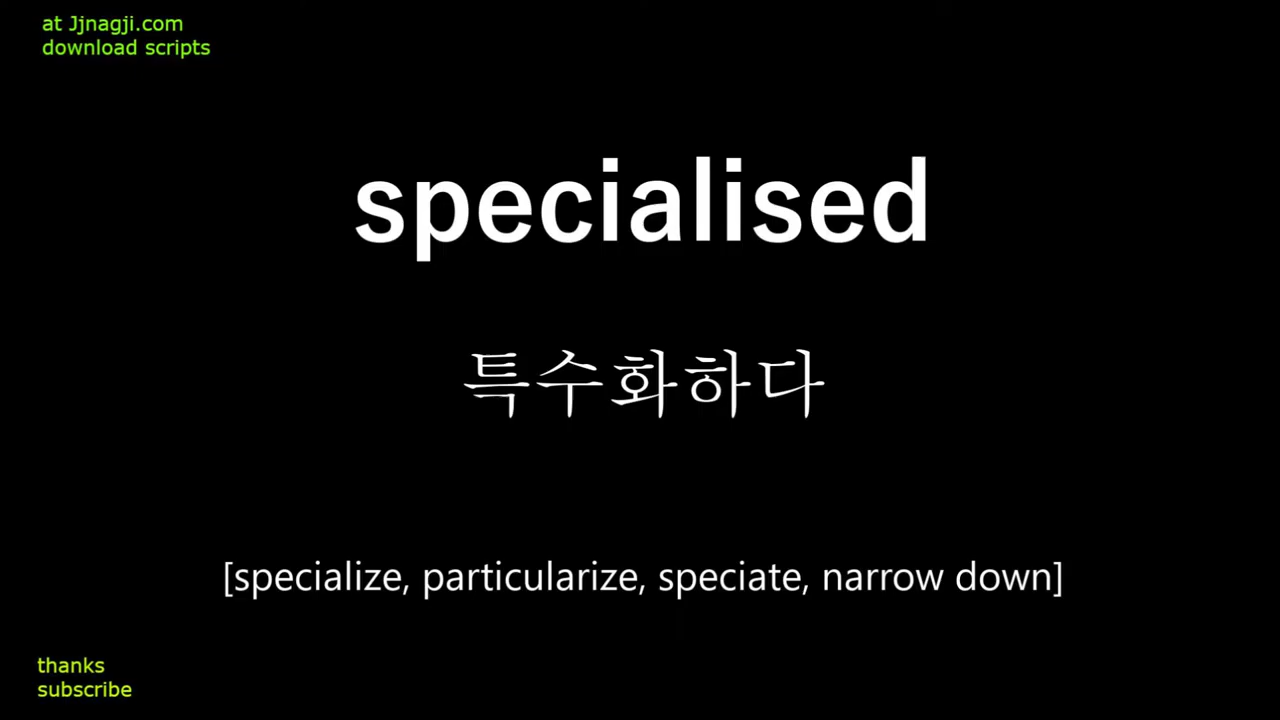 at Jjnagji.com
download scripts
specialised
특수화하다
[specialize, particularize, speciate, narrow down]
thanks
subscribe